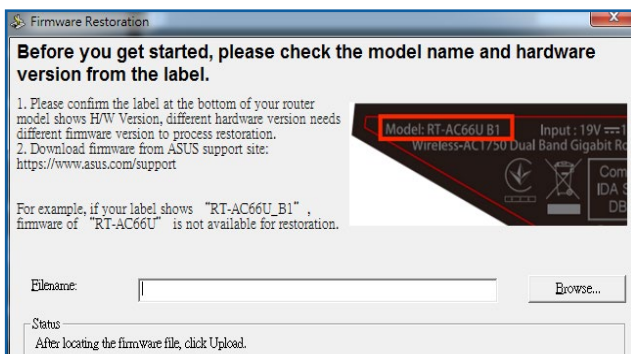 Firmware Restoration
Before you get started, please check the model name and hardware
version from the label.
1. Please confirm the label at the bottom of your router
model shows H/W Version, different hardware version needs
different firmware version to process restoration.
2. Download firmware from ASUS support site:
https://www.asus.com/support
For example, if your label shows “RT-AC66U_B1”,
firmware of “RT-AC66U” is not available for restoration.
Model: RT-AC66U B1 Input : 19V
Wireless-AC1750 Dual Band Gigabit
Com
IDA S
DB
Filename:
Browse...
Status
After locating the firmware file, click Upload.